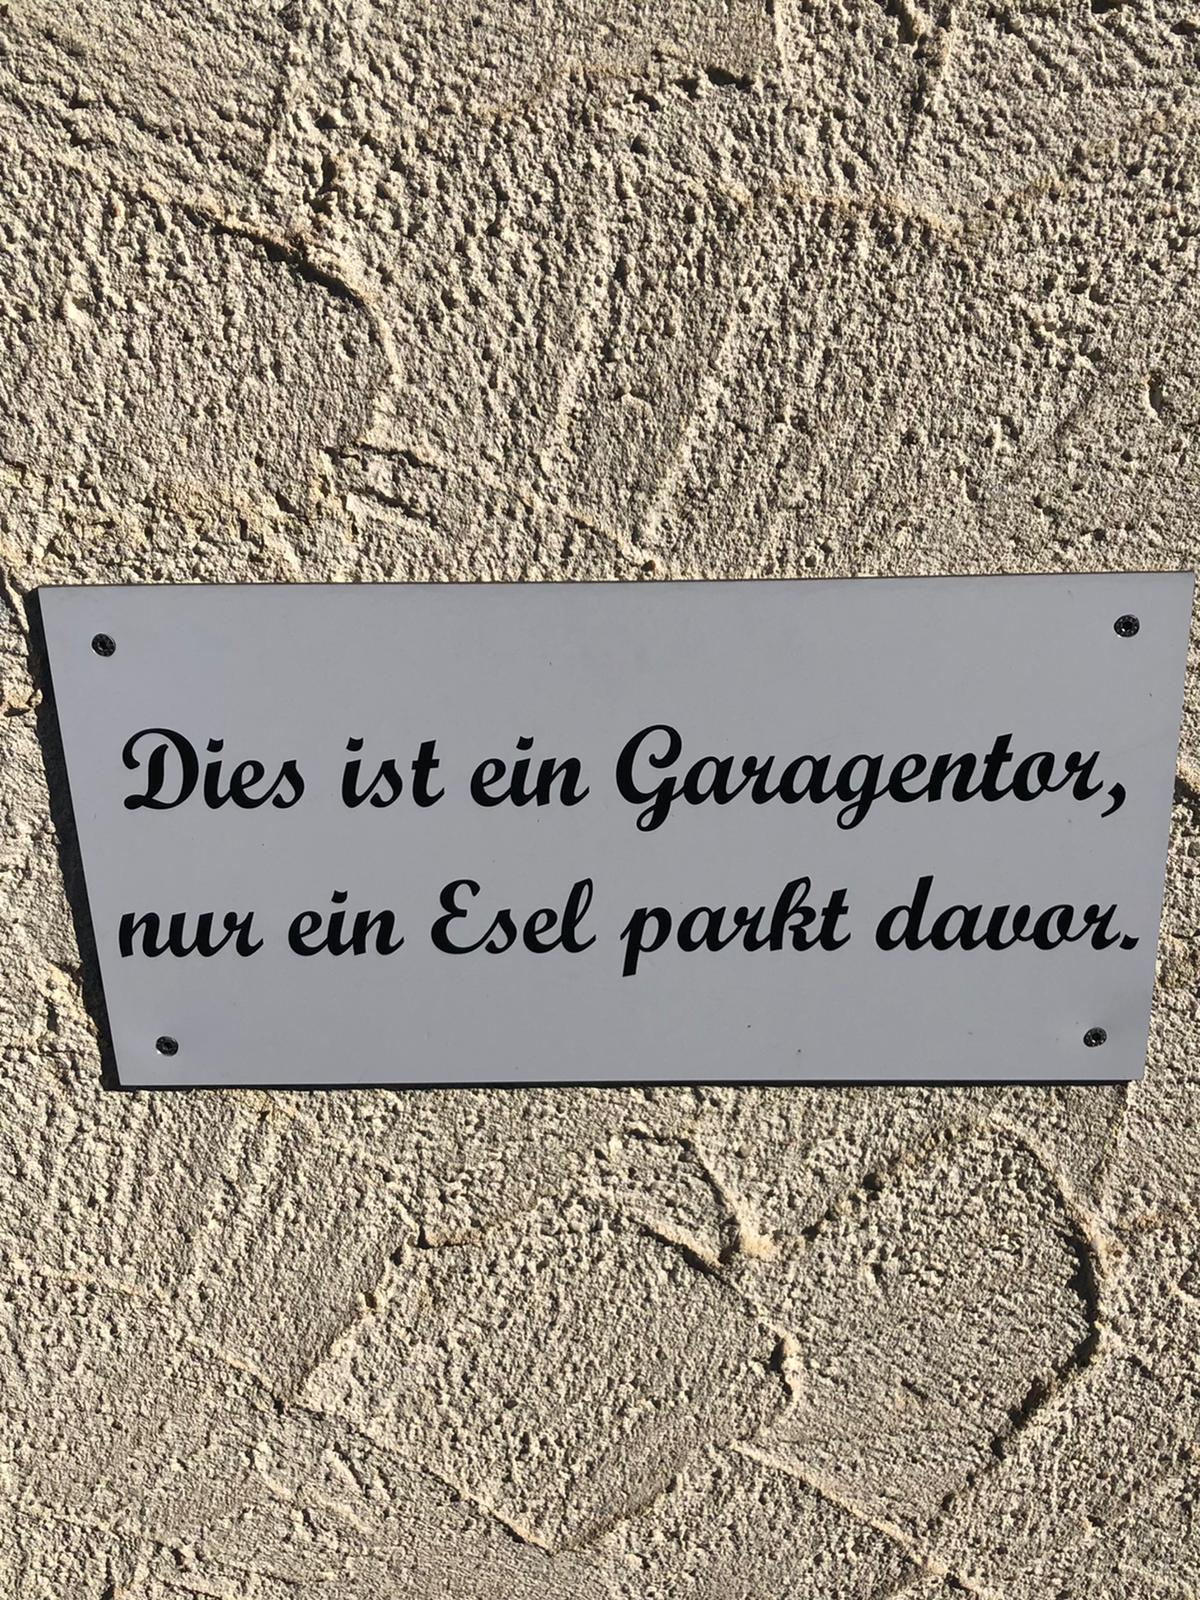 Dies ist ein Garagentor,
nur ein Esel parkt davor.